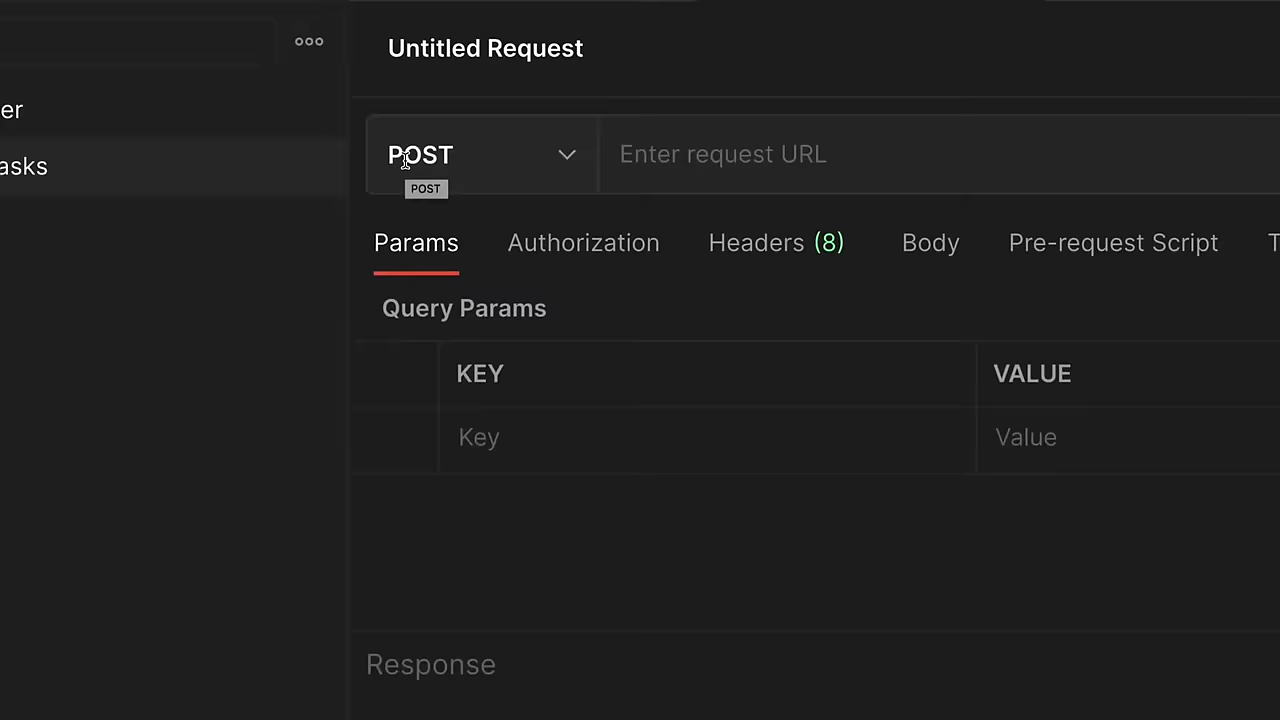 Untitled Request
er
asks
POST
Enter request URL
POST
Params Authorization Headers (8) Body Pre-request Script T
Query Params
KEY VALUE
Key Value
Response